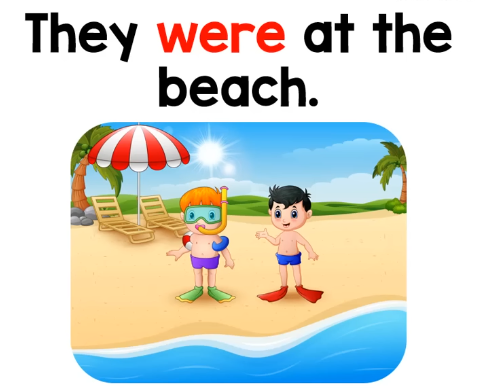 They were at the
beach.